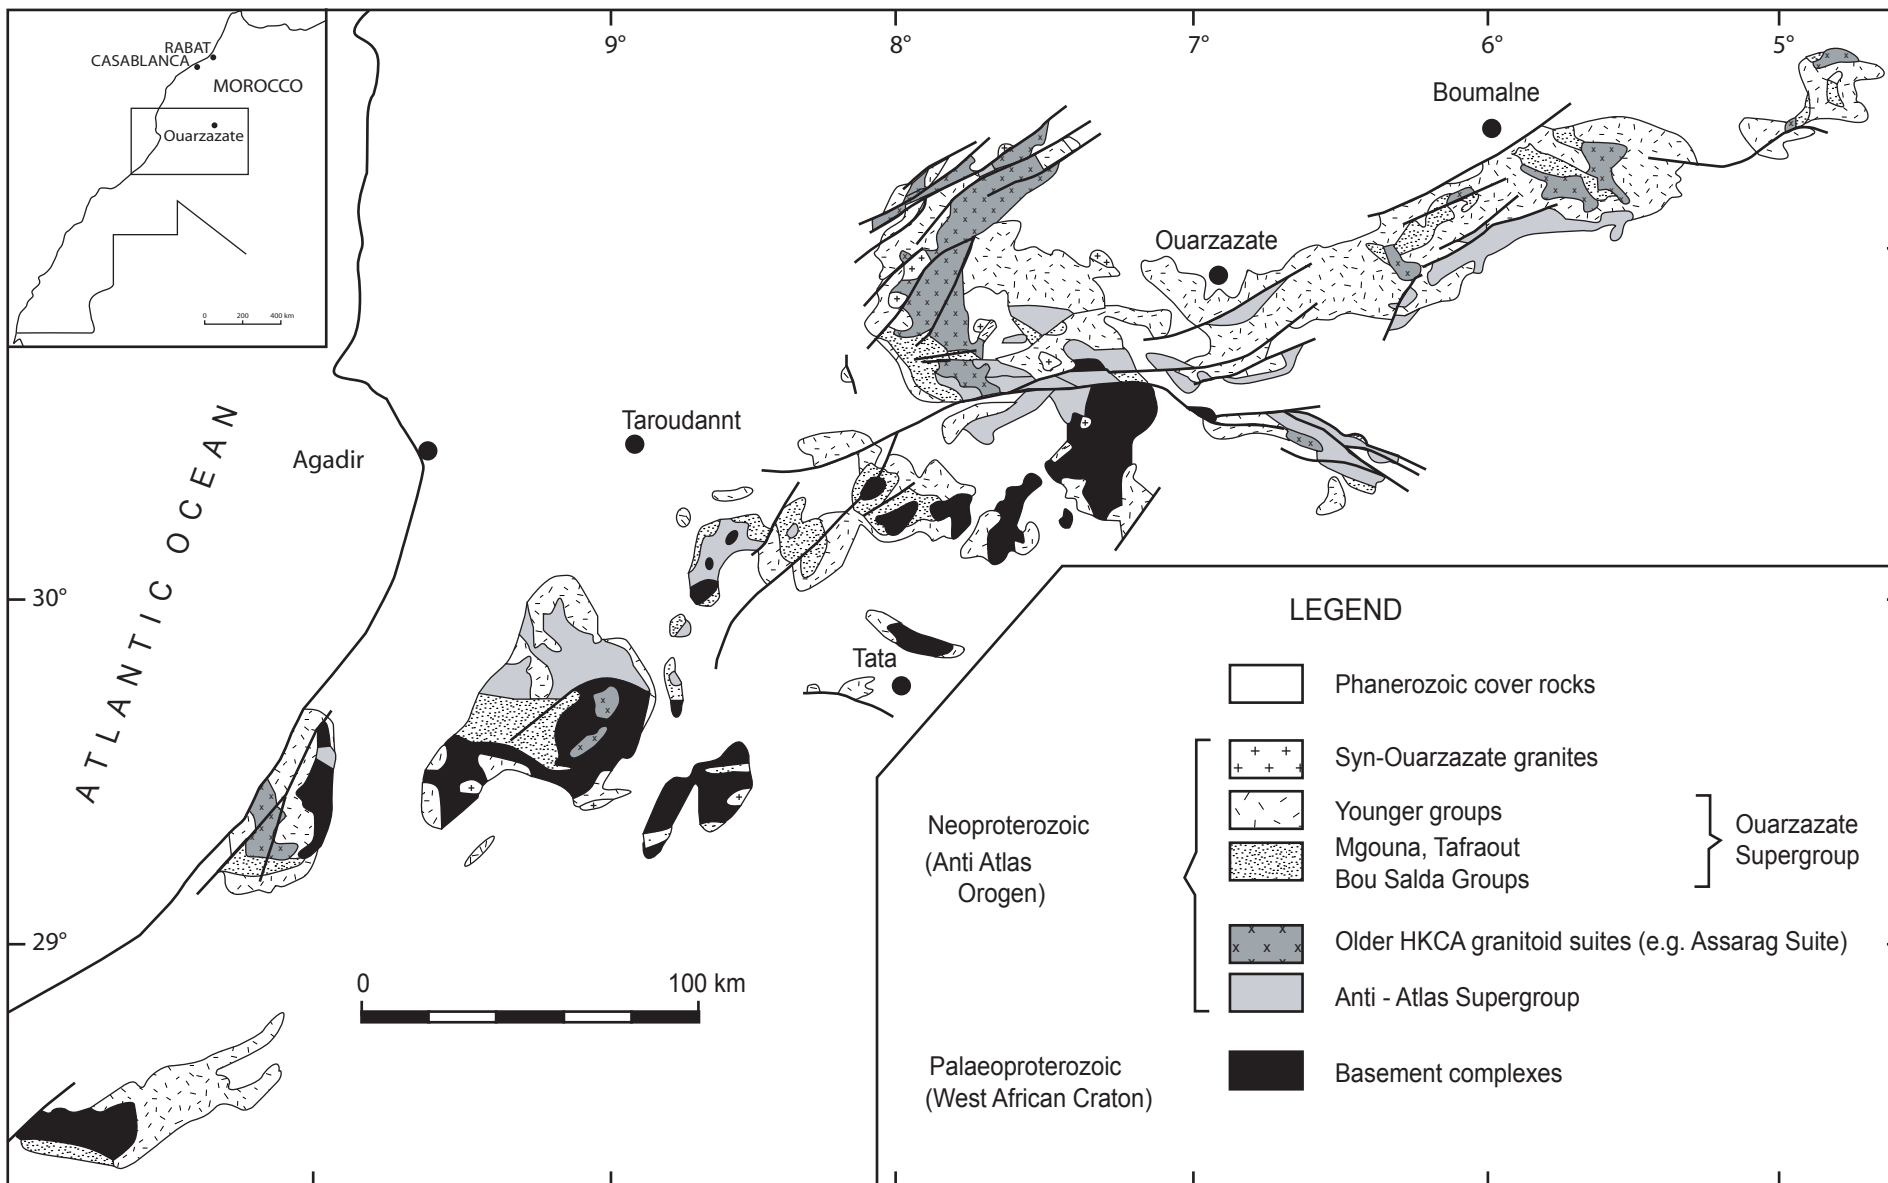 RABAT
CASABLANCA
MOROCCO
Ouarzazate
0 200 400 km
9° 8° 7° 6° 5°
Boumalne
Ouarzazate
Taroudannt
Agadir
ATLANTIC OCEAN
30°
Tata
29°
0 100 km
LEGEND
Phanerozoic cover rocks
Syn-Ouarzazate granites
Younger groups
Mgouna, Tafraout
Bou Salda Groups
Ouarzazate
Supergroup
Neoproterozoic
(Anti Atlas
Orogen)
Older HKCA granitoid suites (e.g. Assarag Suite)
Anti - Atlas Supergroup
Palaeoproterozoic
(West African Craton)
Basement complexes